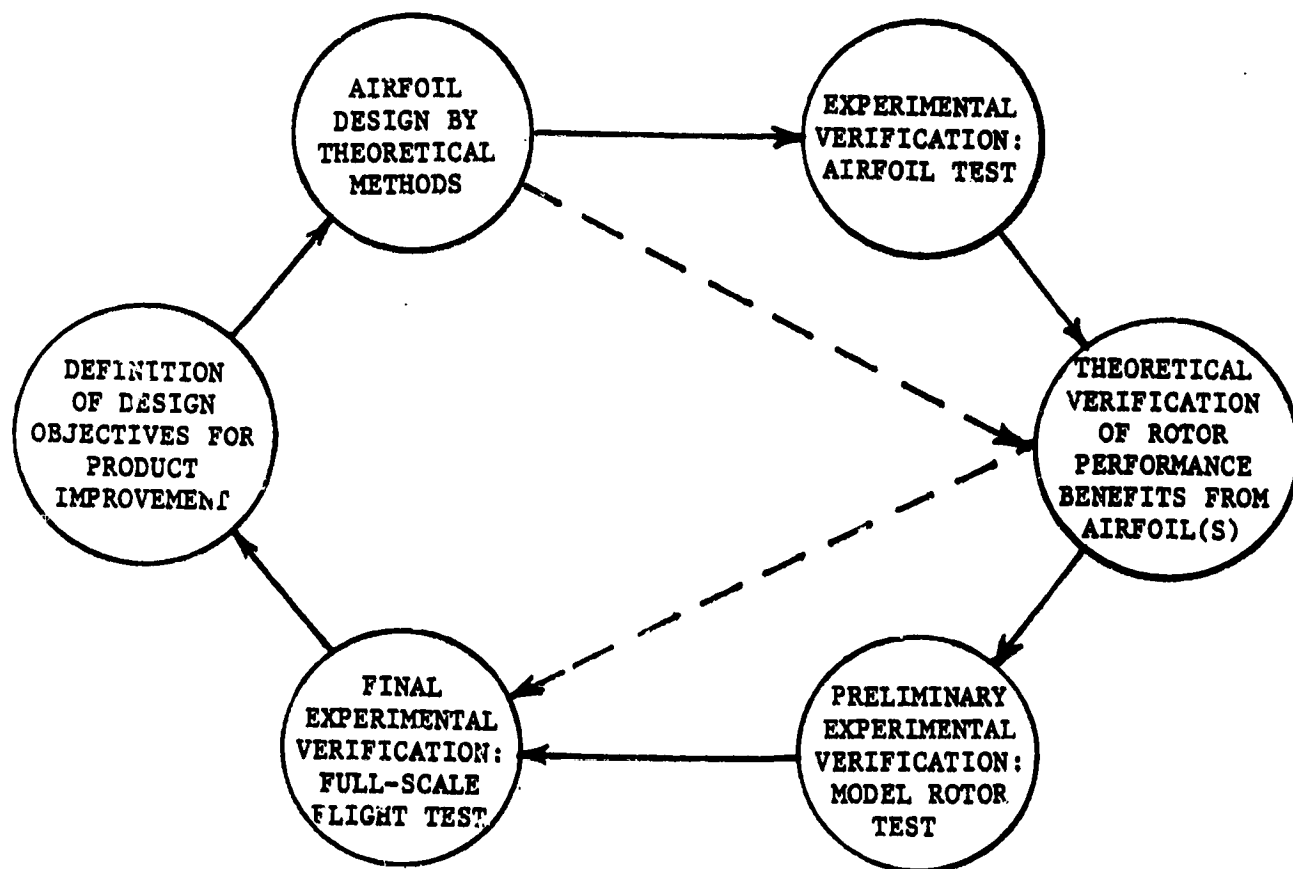 AIRFOIL
DESIGN BY
THEORETICAL
METHODS
EXPERIMENTAL
VERIFICATION:
AIRFOIL TEST
THEORETICAL
VERIFICATION
OF ROTOR
PERFORMANCE
BENEFITS FROM
AIRFOIL(S)
PRELIMINARY
EXPERIMENTAL
VERIFICATION:
MODEL ROTOR
TEST
FINAL
EXPERIMENTAL
VERIFICATION:
FULL-SCALE
FLIGHT TEST
DEFINITION
OF DESIGN
OBJECTIVES FOR
PRODUCT
IMPROVEMENT